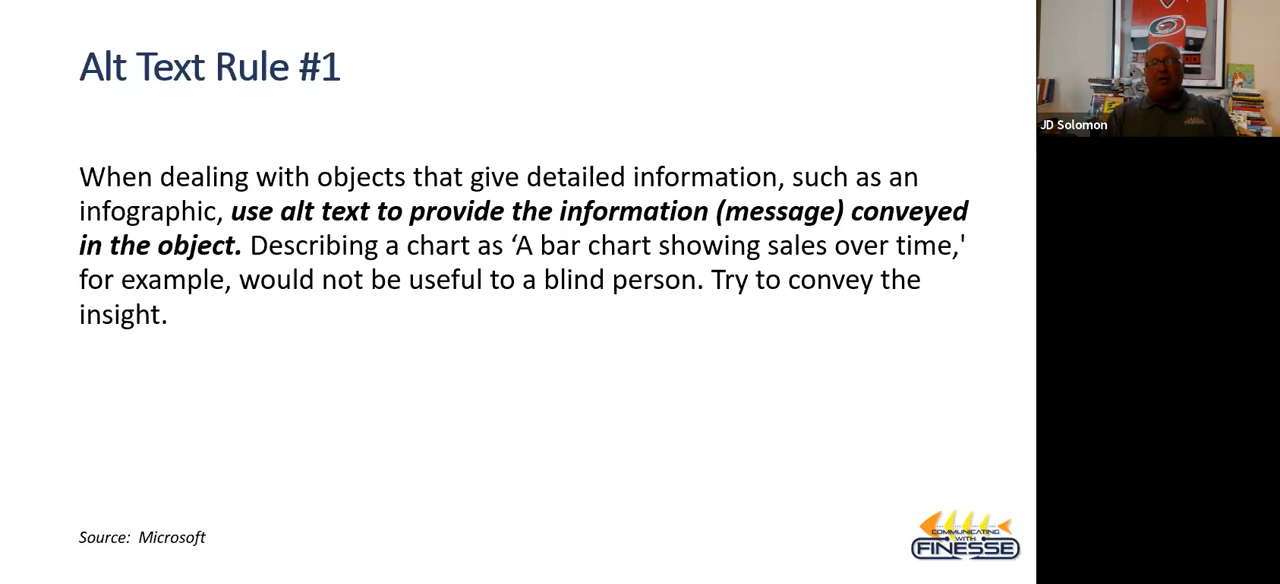 Alt Text Rule #1
When dealing with objects that give detailed information, such as an
infographic, use alt text to provide the information (message) conveyed
in the object. Describing a chart as ‘A bar chart showing sales over time,'
for example, would not be useful to a blind person. Try to convey the
insight.
Source: Microsoft
COMMUNICATING
WITH
FINESSE
JD Solomon